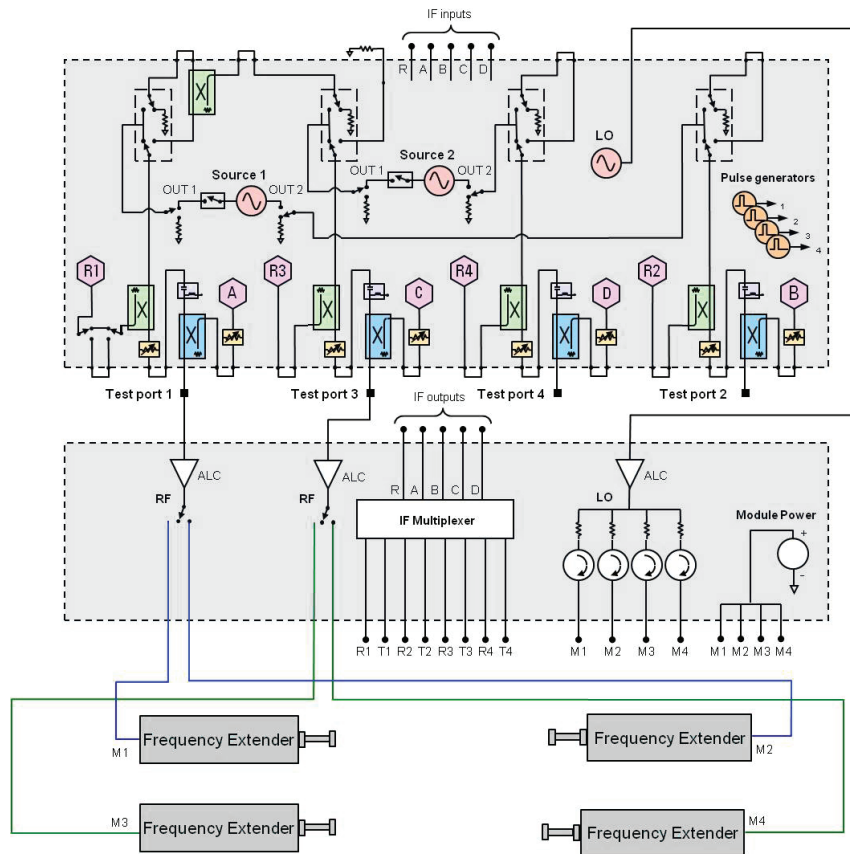 IF inputs
R A B C D
LO
Source 1
Source 2
OUT 1
OUT 2
OUT 1
OUT 2
Pulse generators
1
2
3
4
R1
A
R3
C
R4
D
R2
B
Test port 1
Test port 3
Test port 4
Test port 2
IF outputs
R A B C D
ALC
RF
ALC
RF
IF Multiplexer
ALC
LO
Module Power
+
-
R1 T1 R2 T2 R3 T3 R4 T4
M1 M2 M3 M4
M1 M2 M3 M4
Frequency Extender
M1
Frequency Extender
M2
M3
Frequency Extender
M4
Frequency Extender